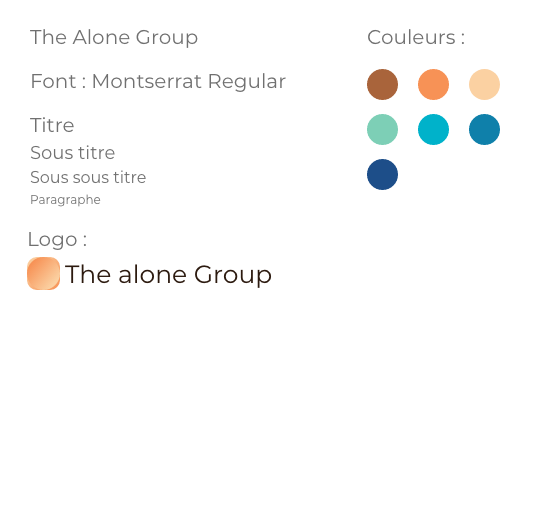 The Alone Group
Couleurs :
Font : Montserrat Regular
Titre
Sous titre
Sous sous titre
Paragraphe
Logo :
The alone Group